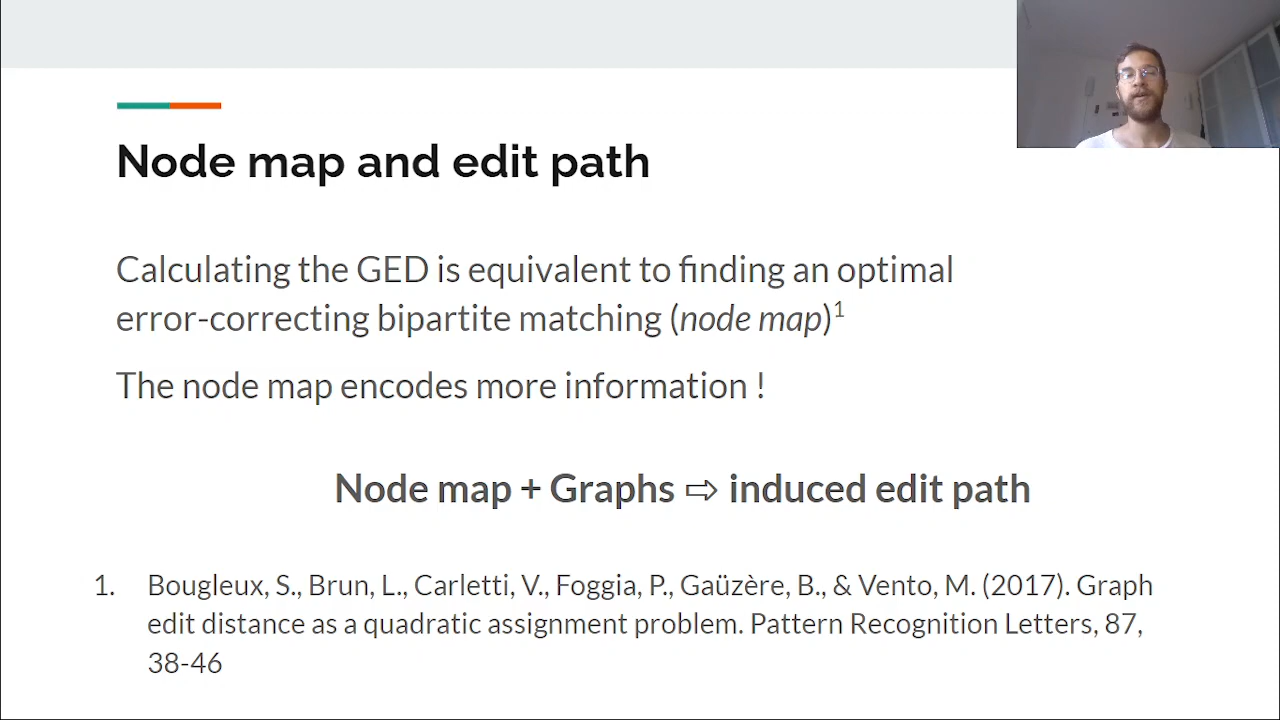 Node map and edit path
Calculating the GED is equivalent to finding an optimal
error-correcting bipartite matching (node map)¹
The node map encodes more information !
Node map + Graphs ⇨ induced edit path
1. Bougleux, S., Brun, L., Carletti, V., Foggia, P., Gaüzère, B., & Vento, M. (2017). Graph
edit distance as a quadratic assignment problem. Pattern Recognition Letters, 87,
38-46